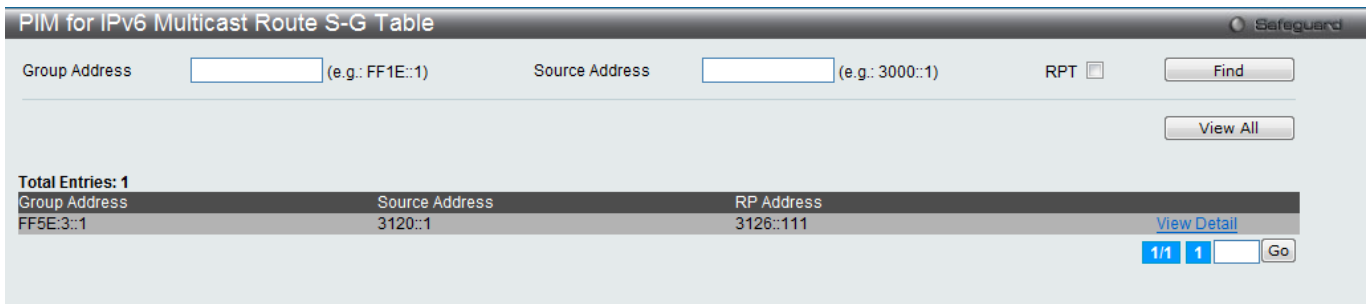 PIM for IPv6 Multicast Route S-G Table Safeguard
Group Address (e.g.: FF1E::1) Source Address (e.g.: 3000::1) RPT Find
View All
Total Entries: 1
Group Address Source Address RP Address
FF5E:3::1 3120::1 3126::111 View Detail
1/1 1 Go